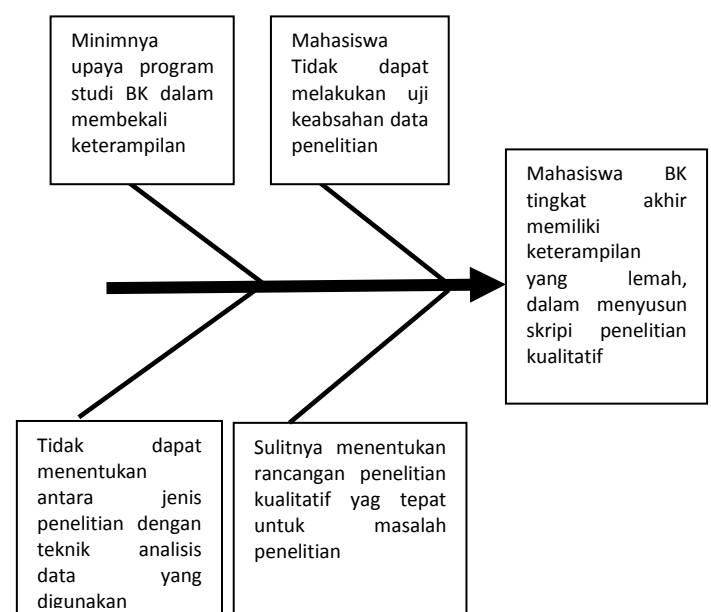 Minimnya
upaya program
studi BK dalam
membekali
keterampilan
Mahasiswa
Tidak dapat
melakukan uji
keabsahan data
penelitian
Mahasiswa BK
tingkat akhir
memiliki
keterampilan
yang lemah,
dalam menyusun
skripi penelitian
kualitatif
Tidak dapat
menentukan
antara jenis
penelitian dengan
teknik analisis
data yang
digunakan
Sulitnya menentukan
rancangan penelitian
kualitatif yag tepat
untuk masalah
penelitian